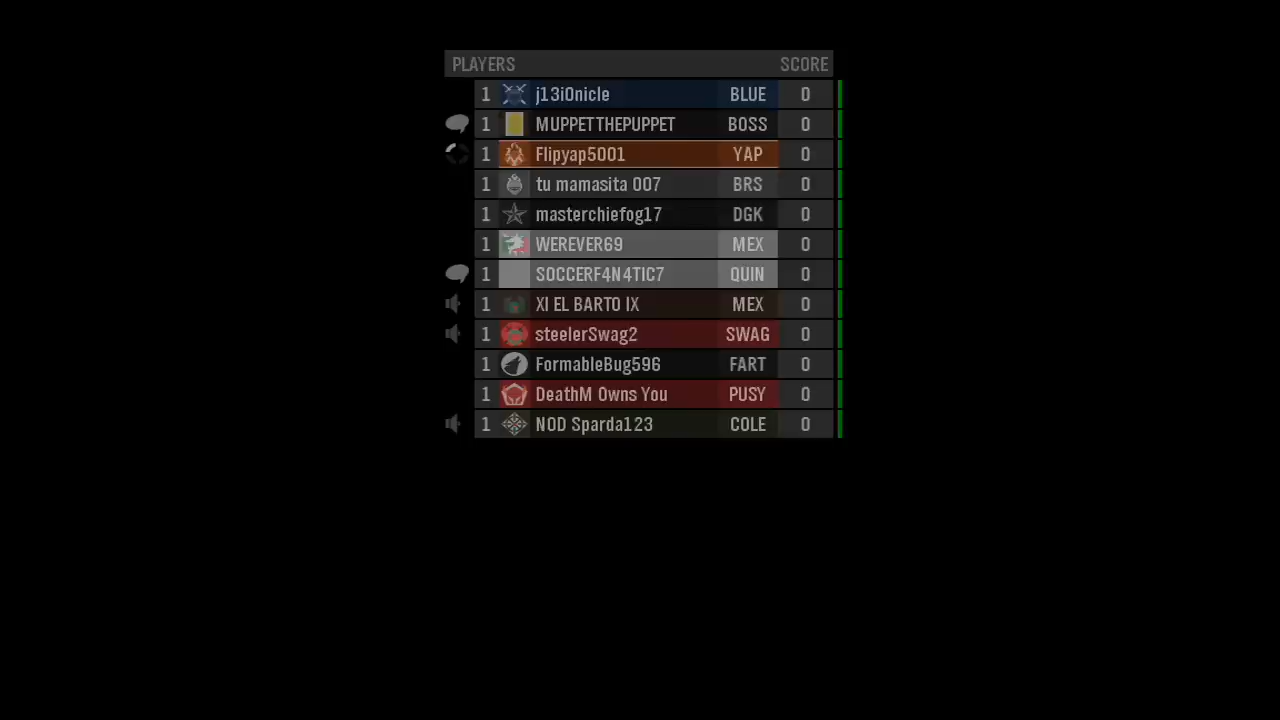 PLAYERS SCORE
1 j13i0nicle BLUE 0
1 MUPPETTHEPUPPET BOSS 0
1 Flipyap5001 YAP 0
1 tu mamasita 007 BRS 0
1 masterchiefog17 DGK 0
1 WEREVER69 MEX 0
1 SOCCERF4N4TIC7 QUIN 0
1 XI EL BARTO IX MEX 0
1 steelerSwag2 SWAG 0
1 FormableBug596 FART 0
1 DeathM Owns You PUSY 0
1 NOD Sparda123 COLE 0